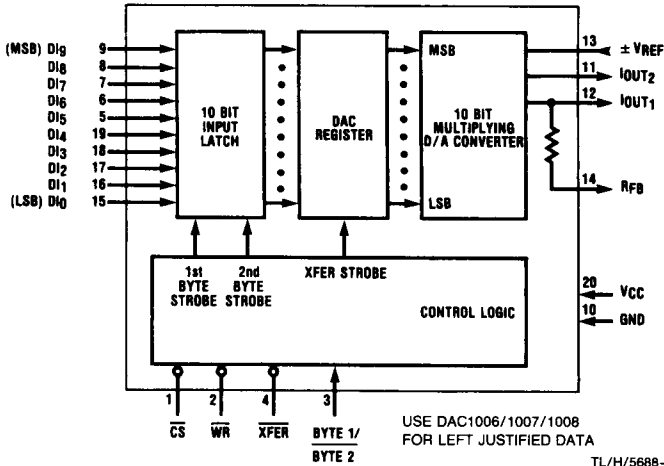 (MSB) DI9 9
DI8 8
DI7 7
DI6 6
DI5 5
DI4 19
DI3 18
DI2 17
DI1 16
(LSB) DI0 15
10 BIT
INPUT
LATCH
DAC
REGISTER
MSB
10 BIT
MULTIPLYING
D/A CONVERTER
LSB
13 ± VREF
11 IOUT2
12 IOUT1
14 RFB
20 VCC
10 GND
1st
BYTE
STROBE
2nd
BYTE
STROBE
XFER STROBE
CONTROL LOGIC
1 2 4 3
CS WR XFER BYTE 1/
BYTE 2
USE DAC1006/1007/1008
FOR LEFT JUSTIFIED DATA
TL/H/5688-